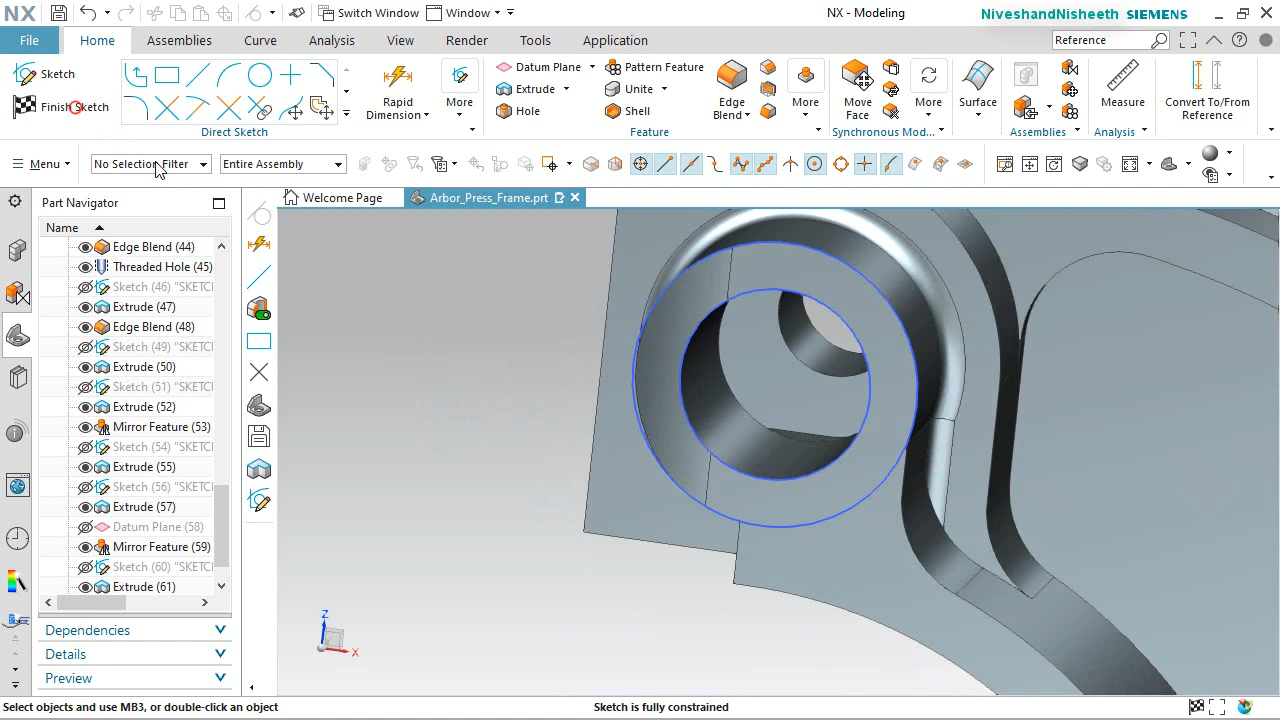 NX
Switch Window
Window
NX - Modeling
NiveshandNisheeth SIEMENS
File
Home
Assemblies
Curve
Analysis
View
Render
Tools
Application
Reference
Sketch
Finish Sketch
Direct Sketch
Rapid
Dimension
More
Datum Plane
Extrude
Hole
Pattern Feature
Unite
Shell
Edge
Blend
More
Feature
Move
Face
More
Synchronous Mod...
Surface
Assemblies
Measure
Analysis
Convert To/From
Reference
Menu
No Selection Filter
Entire Assembly
Part Navigator
Welcome Page
Arbor_Press_Frame.prt
Name
Edge Blend (44)
Threaded Hole (45)
Sketch (46) "SKETC
Extrude (47)
Edge Blend (48)
Sketch (49) "SKETC
Extrude (50)
Sketch (51) "SKETC
Extrude (52)
Mirror Feature (53)
Sketch (54) "SKETC
Extrude (55)
Sketch (56) "SKETC
Extrude (57)
Datum Plane (58)
Mirror Feature (59)
Sketch (60) "SKETC
Extrude (61)
Dependencies
Details
Preview
Z
X
Select objects and use MB3, or double-click an object
Sketch is fully constrained